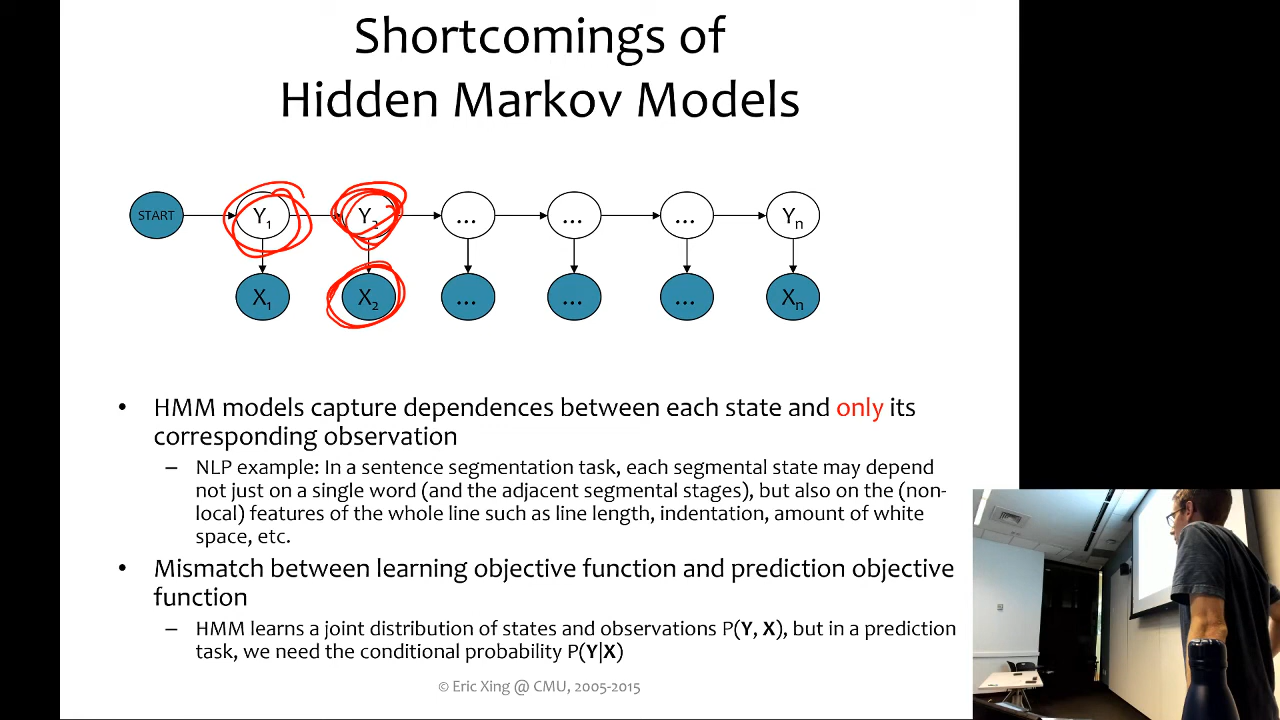 Shortcomings of
Hidden Markov Models
START Y1 Y2 ... ... ... Yn
X1 X2 ... ... ... Xn
• HMM models capture dependences between each state and only its
corresponding observation
– NLP example: In a sentence segmentation task, each segmental state may depend
not just on a single word (and the adjacent segmental stages), but also on the (non-
local) features of the whole line such as line length, indentation, amount of white
space, etc.
• Mismatch between learning objective function and prediction objective
function
– HMM learns a joint distribution of states and observations P(Y, X), but in a prediction
task, we need the conditional probability P(Y|X)
© Eric Xing @ CMU, 2005-2015